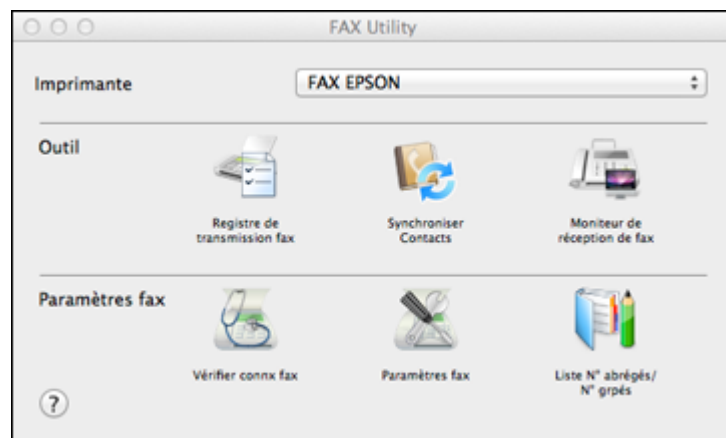 FAX Utility
Imprimante
FAX EPSON
Outil
Registre de
transmission fax
Synchroniser
Contacts
Moniteur de
réception de fax
Paramètres fax
Vérifier connx fax
Paramètres fax
Liste N° abrégés/
N° grpés
?